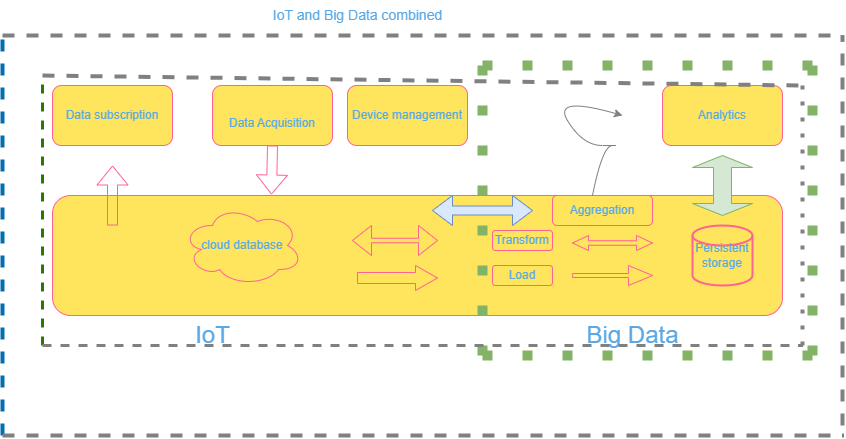 IoT and Big Data combined
Data subscription
Data Acquisition
Device management
Analytics
Aggregation
cloud database
Transform
Persistent
storage
Load
IoT
Big Data